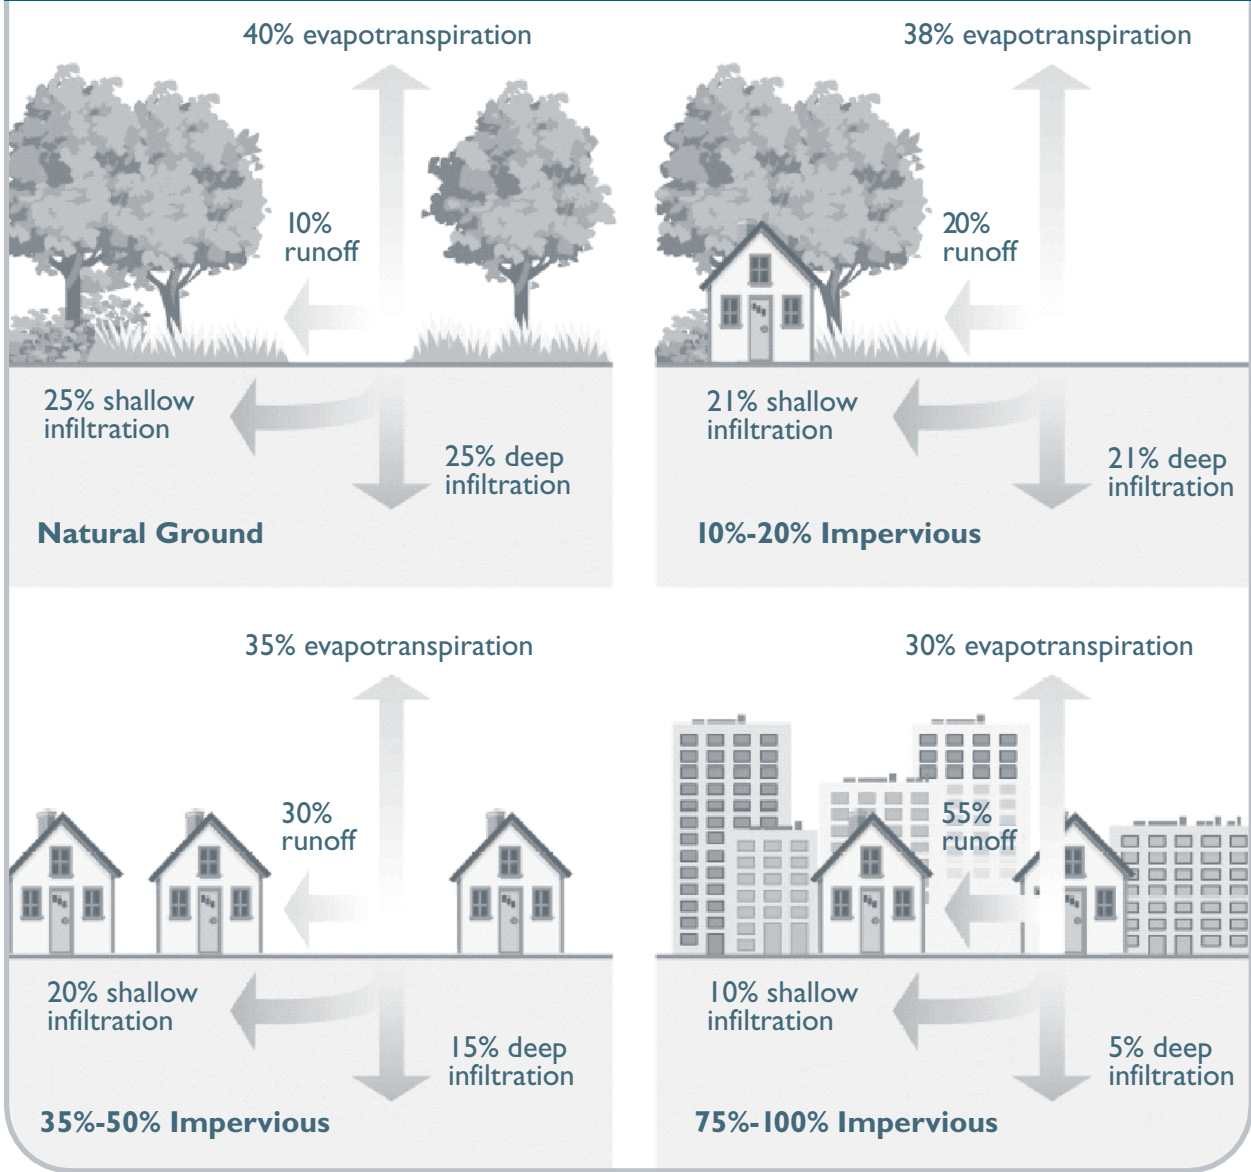 40% evapotranspiration
10%
runoff
25% shallow
infiltration
25% deep
infiltration
Natural Ground
38% evapotranspiration
20%
runoff
21% shallow
infiltration
21% deep
infiltration
10%-20% Impervious
35% evapotranspiration
30%
runoff
20% shallow
infiltration
15% deep
infiltration
35%-50% Impervious
30% evapotranspiration
55%
runoff
10% shallow
infiltration
5% deep
infiltration
75%-100% Impervious